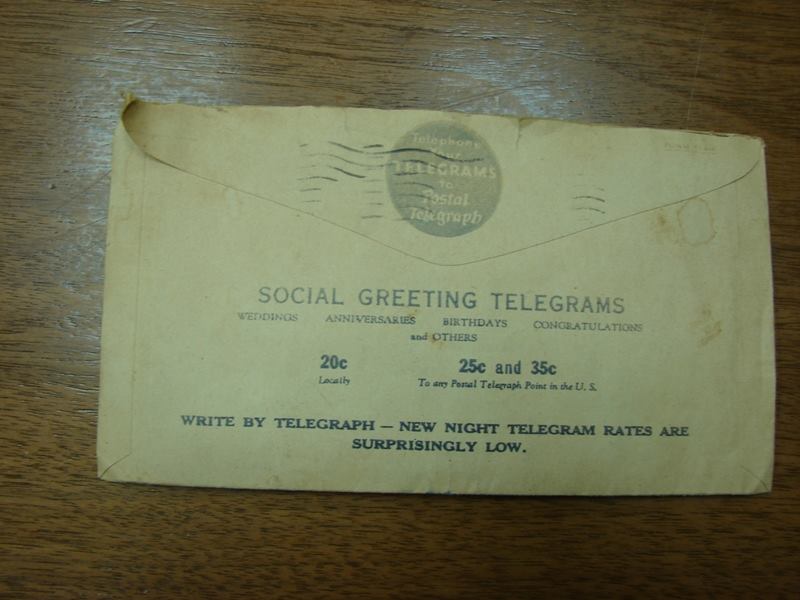 Telephone
Your
TELEGRAMS
to
Postal
Telegraph
SOCIAL GREETING TELEGRAMS
WEDDINGS ANNIVERSARIES BIRTHDAYS CONGRATULATIONS
and OTHERS
20c 25c and 35c
Locally To any Postal Telegraph Point in the U. S.
WRITE BY TELEGRAPH — NEW NIGHT TELEGRAM RATES ARE
SURPRISINGLY LOW.